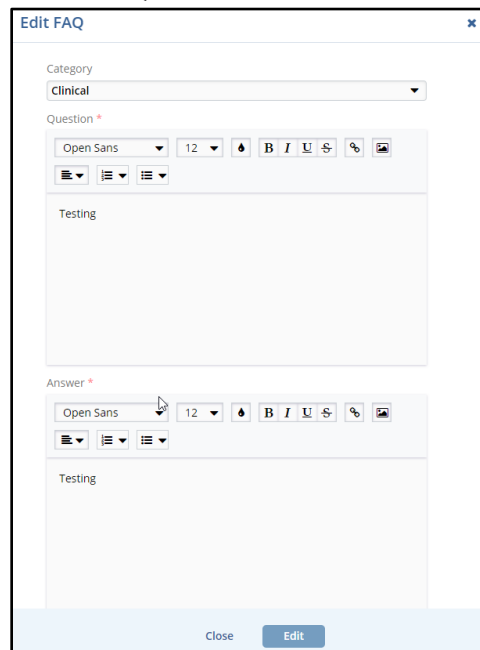 Edit FAQ
Category
Clinical
Question *
Open Sans 12 B I U S
Testing
Answer *
Open Sans 12 B I U S
Testing
Close Edit